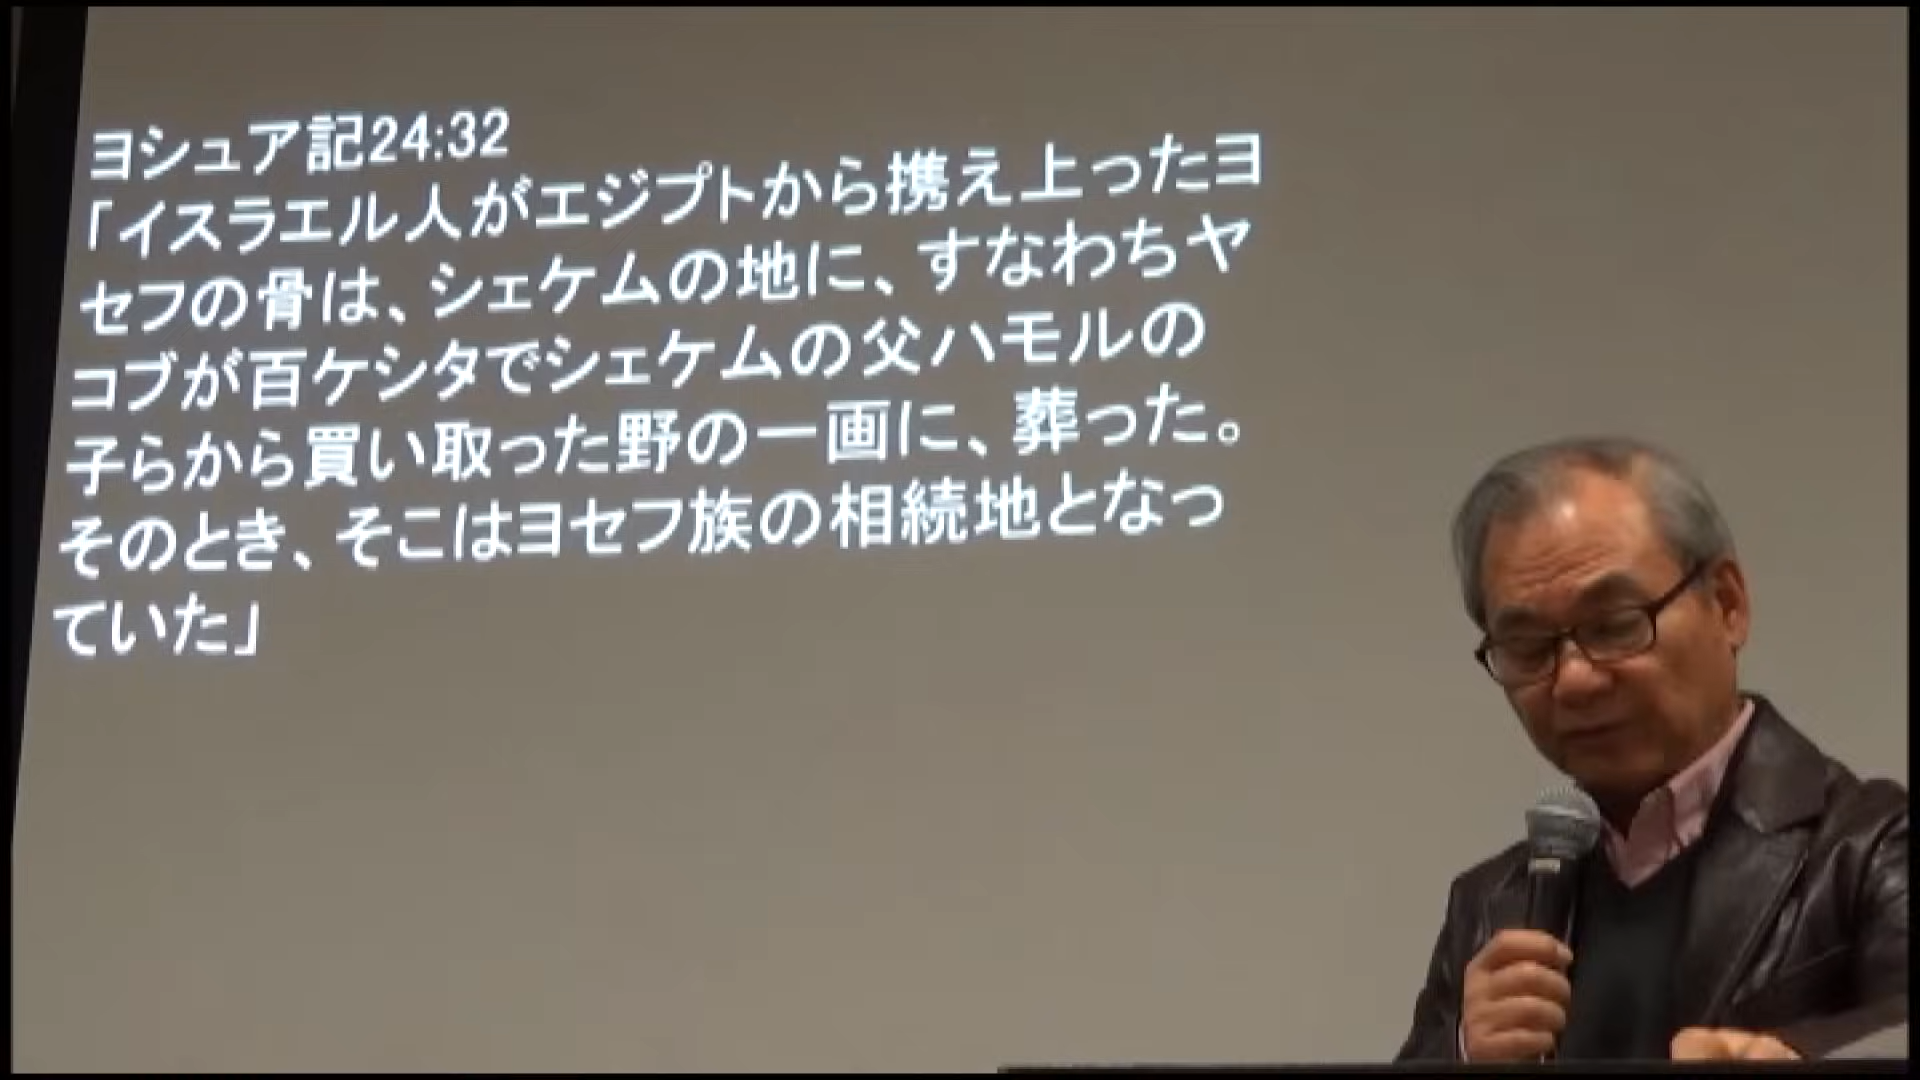 ヨシュア記24:32
「イスラエル人がエジプトから携え上ったヨ
セフの骨は、シェケムの地に、すなわちヤ
コブが百ケシタでシェケムの父ハモルの
子らから買い取った野の一画に、葬った。
そのとき、そこはヨセフ族の相続地となっ
ていた」